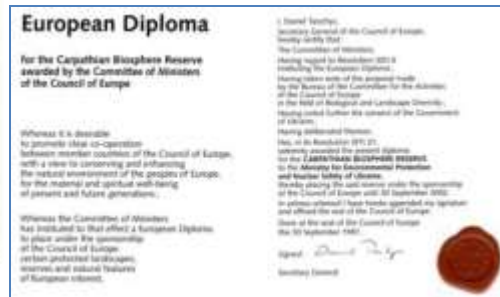 European Diploma
for the Carpathian Biosphere Reserve
awarded by the Committee of Ministers
of the Council of Europe
Whereas it is desirable
to promote clear co-operation
between member countries of the Council of Europe,
with a view to conserving and enhancing
the natural environment of the peoples of Europe,
for the material and spiritual well-being
of present and future generations;
Whereas the Committee of Ministers
has instituted to that effect a European Diploma
to place under the sponsorship
of the Council of Europe
certain protected landscapes,
reserves and natural features
of European interest,
I, Daniel Tarschys,
Secretary General of the Council of Europe,
hereby certify that
The Committee of Ministers,
Having regard to Resolution
instituting the European Diploma,
Having taken note of the proposal made
by the Bureau of the Committee for the Activities
of the Council of Europe
in the field of Biological and Landscape Diversity,
Having noted further the consent of the Government
of Ukraine,
Having deliberated thereon,
Has, in its Resolution
solemnly awarded the present diploma
for the CARPATHIAN BIOSPHERE RESERVE
to the Ministry for Environmental Protection
and Nuclear Safety of Ukraine,
thereby placing the said reserve under the sponsorship
of the Council of Europe until 30 September 2002.
In witness whereof I have hereto appended my signature
and affixed the seal of the Council of Europe.
Done at the seat of the Council of Europe
the 30 September 1997.
Signed
Secretary General